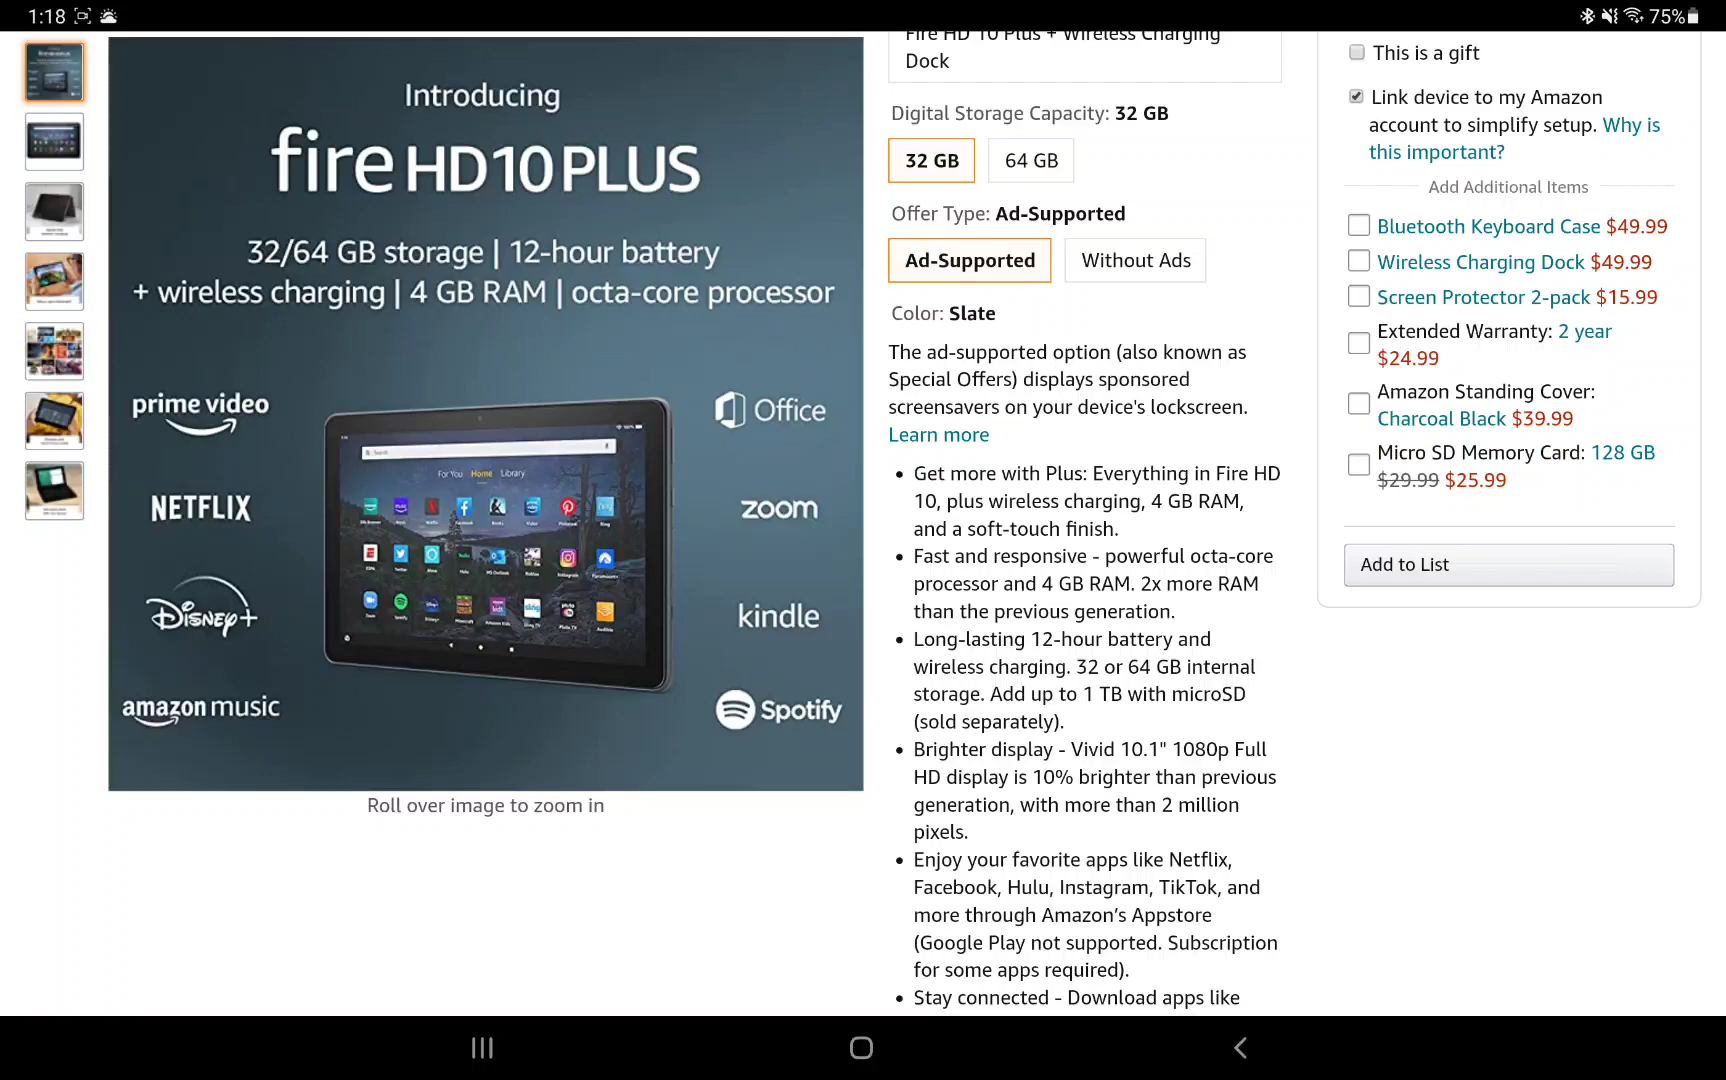 1:18
75%
Introducing
fire HD 10 PLUS
32/64 GB storage | 12-hour battery
+ wireless charging | 4 GB RAM | octa-core processor
prime video
NETFLIX
Disney+
amazon music
Office
zoom
kindle
Spotify
Search
For You Home Library
Roll over image to zoom in
Fire HD 10 Plus + Wireless Charging
Dock
Digital Storage Capacity: 32 GB
32 GB
64 GB
Offer Type: Ad-Supported
Ad-Supported
Without Ads
Color: Slate
The ad-supported option (also known as
Special Offers) displays sponsored
screensavers on your device's lockscreen.
Learn more
• Get more with Plus: Everything in Fire HD
10, plus wireless charging, 4 GB RAM,
and a soft-touch finish.
• Fast and responsive - powerful octa-core
processor and 4 GB RAM. 2x more RAM
than the previous generation.
• Long-lasting 12-hour battery and
wireless charging. 32 or 64 GB internal
storage. Add up to 1 TB with microSD
(sold separately).
• Brighter display - Vivid 10.1" 1080p Full
HD display is 10% brighter than previous
generation, with more than 2 million
pixels.
• Enjoy your favorite apps like Netflix,
Facebook, Hulu, Instagram, TikTok, and
more through Amazon’s Appstore
(Google Play not supported. Subscription
for some apps required).
• Stay connected - Download apps like
This is a gift
Link device to my Amazon
account to simplify setup. Why is
this important?
Add Additional Items
Bluetooth Keyboard Case $49.99
Wireless Charging Dock $49.99
Screen Protector 2-pack $15.99
Extended Warranty: 2 year
$24.99
Amazon Standing Cover:
Charcoal Black $39.99
Micro SD Memory Card: 128 GB
$29.99 $25.99
Add to List